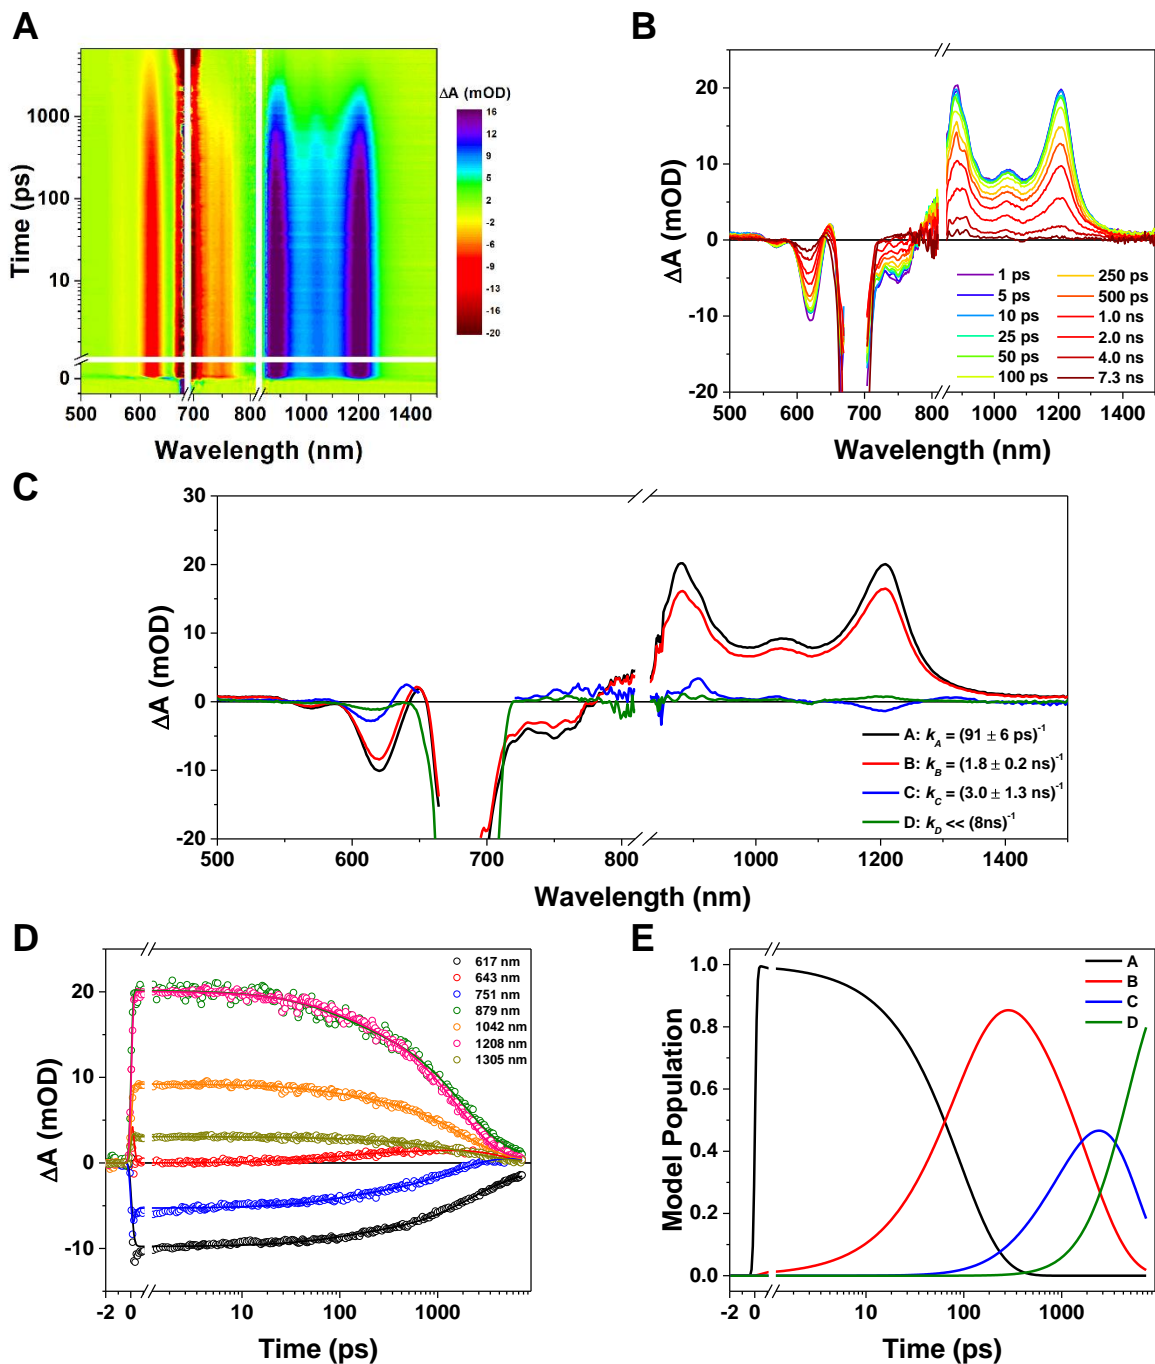 A
ΔA (mOD)
16
12
9
5
2
-2
-6
-9
-13
-16
-20
1000
100
10
0
Time (ps)
500
600
700
800
1000
1200
1400
Wavelength (nm)
B
20
10
0
-10
-20
ΔA (mOD)
1 ps
5 ps
10 ps
25 ps
50 ps
100 ps
250 ps
500 ps
1.0 ns
2.0 ns
4.0 ns
7.3 ns
500
600
700
800
1000
1200
1400
Wavelength (nm)
C
30
20
10
0
-10
-20
ΔA (mOD)
A: k_A = (91 ± 6 ps)⁻¹
B: k_B = (1.8 ± 0.2 ns)⁻¹
C: k_C = (3.0 ± 1.3 ns)⁻¹
D: k_D << (8ns)⁻¹
500
600
700
800
1000
1200
1400
Wavelength (nm)
D
20
10
0
-10
ΔA (mOD)
617 nm
643 nm
751 nm
879 nm
1042 nm
1208 nm
1305 nm
-2
0
10
100
1000
Time (ps)
E
1.0
0.8
0.6
0.4
0.2
0.0
Model Population
A
B
C
D
-2
0
10
100
1000
Time (ps)